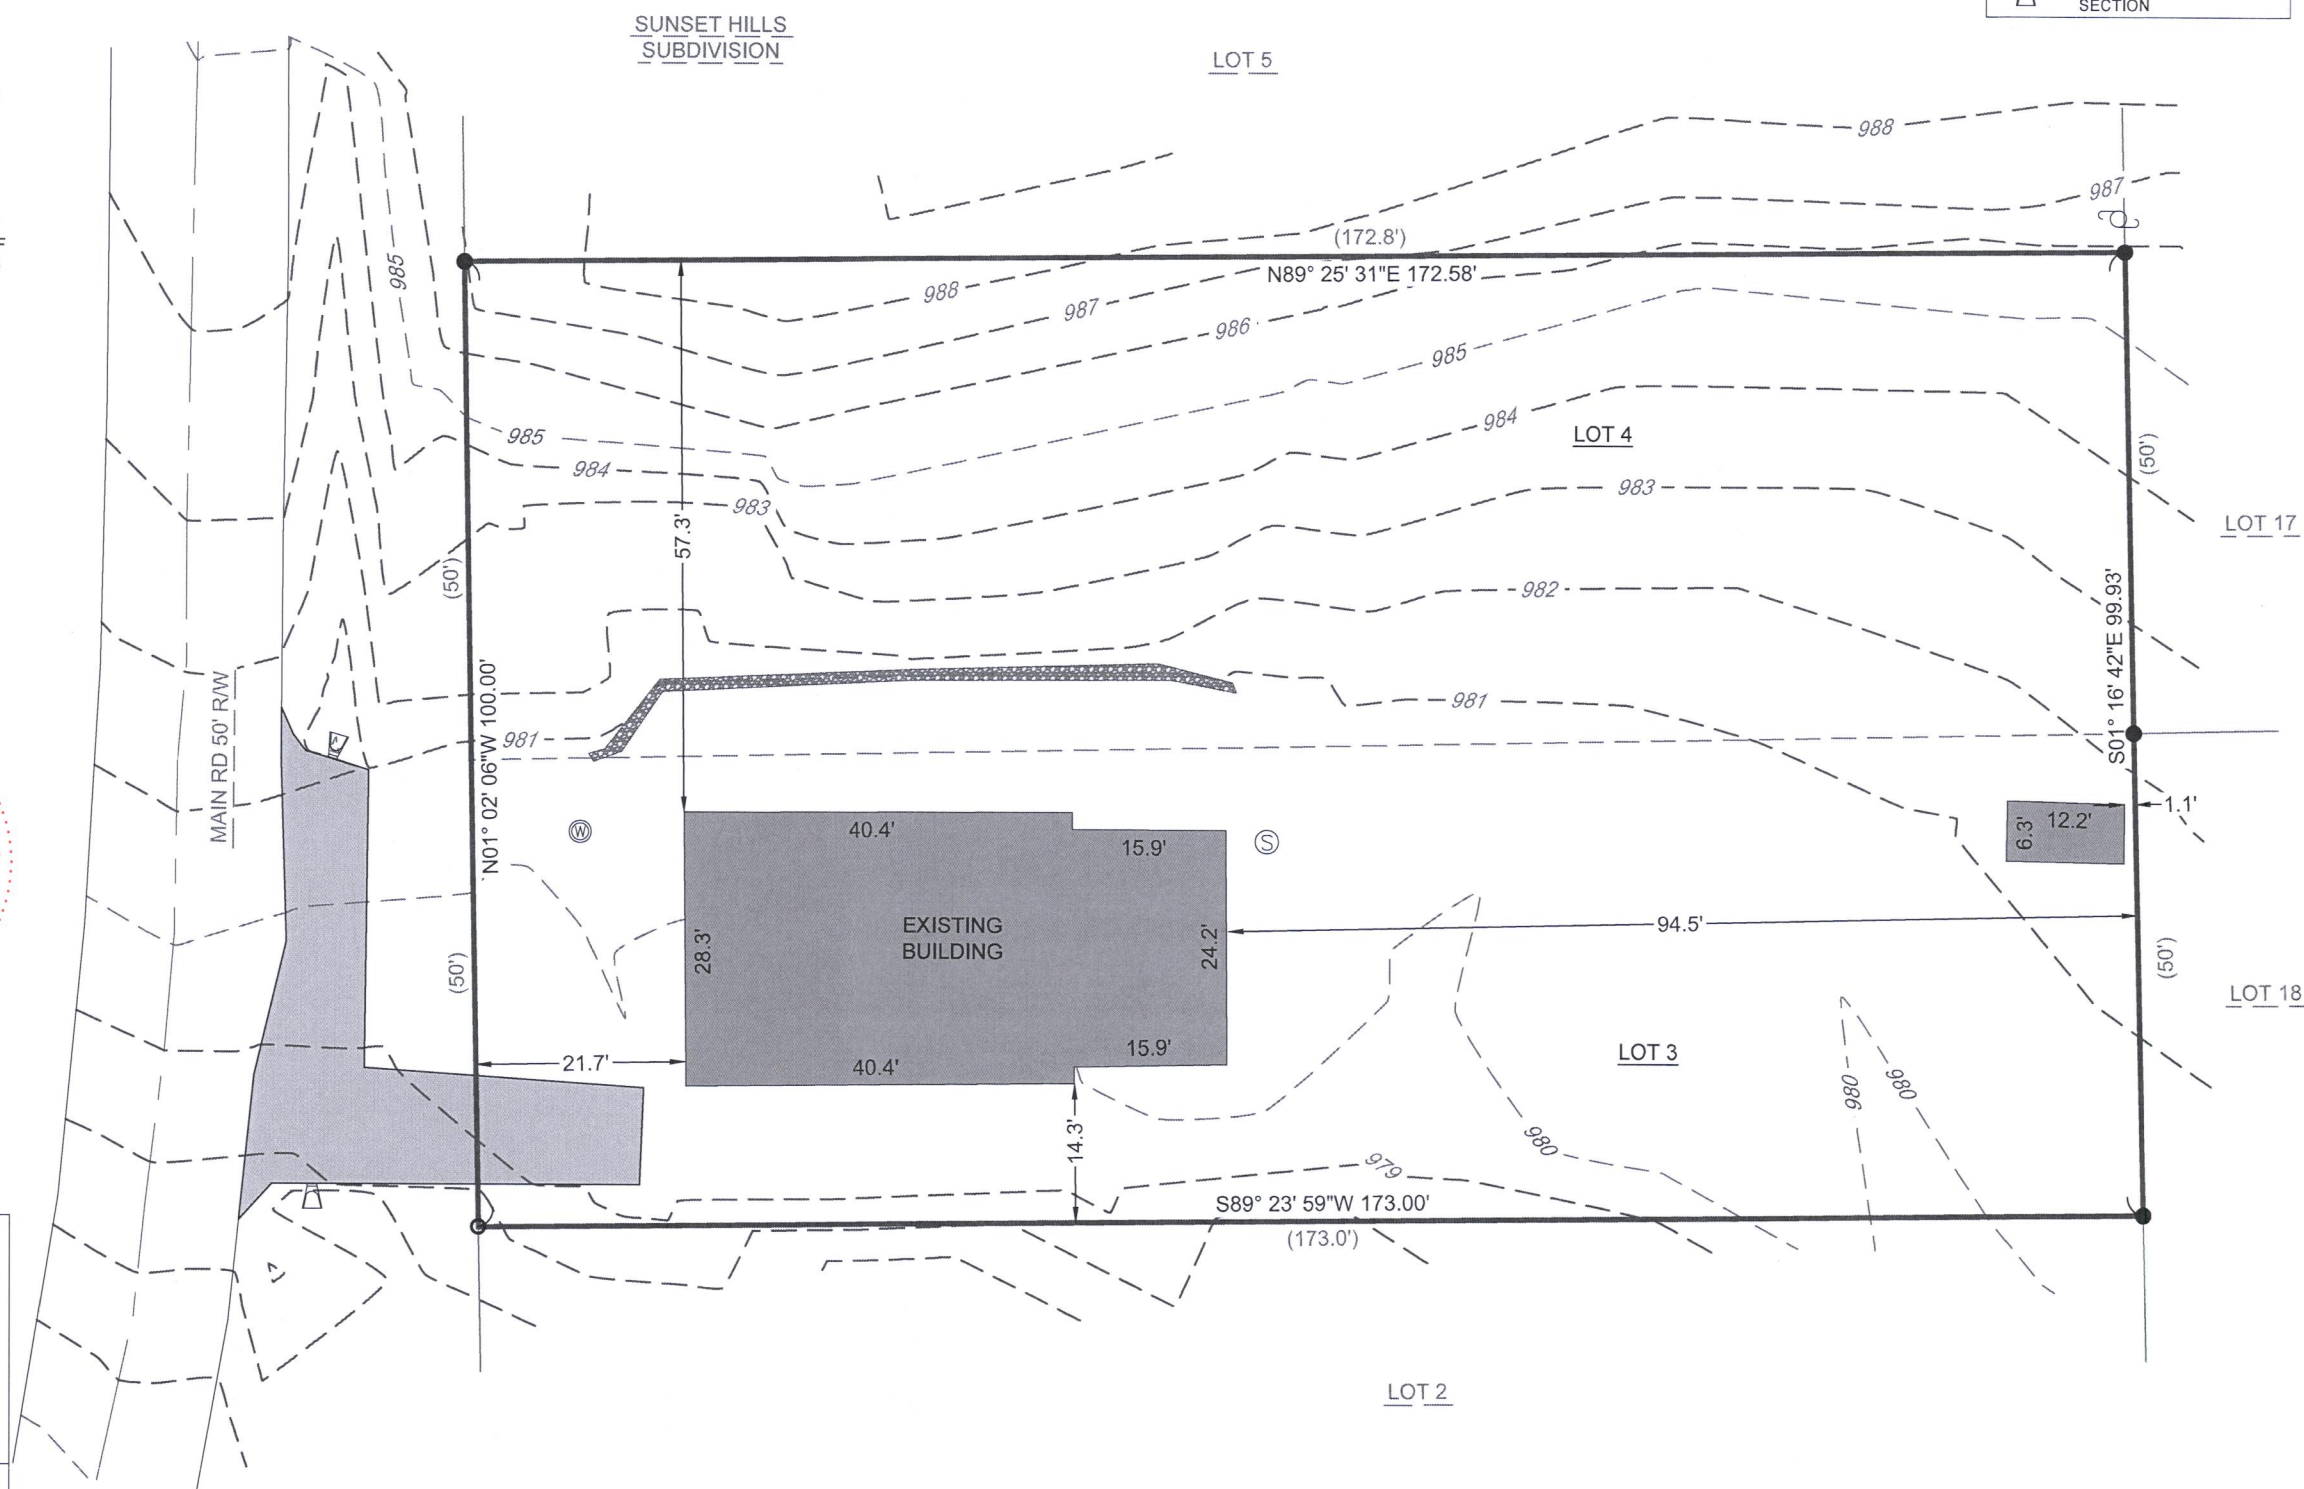 SECTION
SUNSET HILLS
SUBDIVISION
LOT 5
988
987
(172.8')
N89° 25' 31"E 172.58'
985
988
987
986
985
985
984
984
983
983
LOT 4
(50')
LOT 17
57.3'
(50')
982
S01° 16' 42"E 99.93'
MAIN RD 50' R/W
N01° 02' 06"W 100.00'
981
981
W
40.4'
15.9'
S
6.3'
12.2'
1.1'
EXISTING
BUILDING
28.3'
24.2'
94.5'
(50')
(50')
LOT 18
21.7'
40.4'
15.9'
LOT 3
980
980
14.3'
979
980
S89° 23' 59"W 173.00'
(173.0')
LOT 2